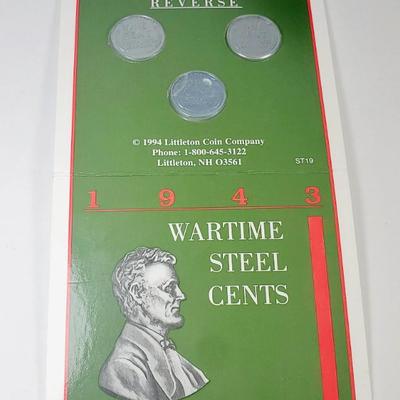 REVERSE
© 1994 Littleton Coin Company
Phone: 1-800-645-3122
Littleton, NH O3561
ST19
1 9 4 3
WARTIME
STEEL
CENTS